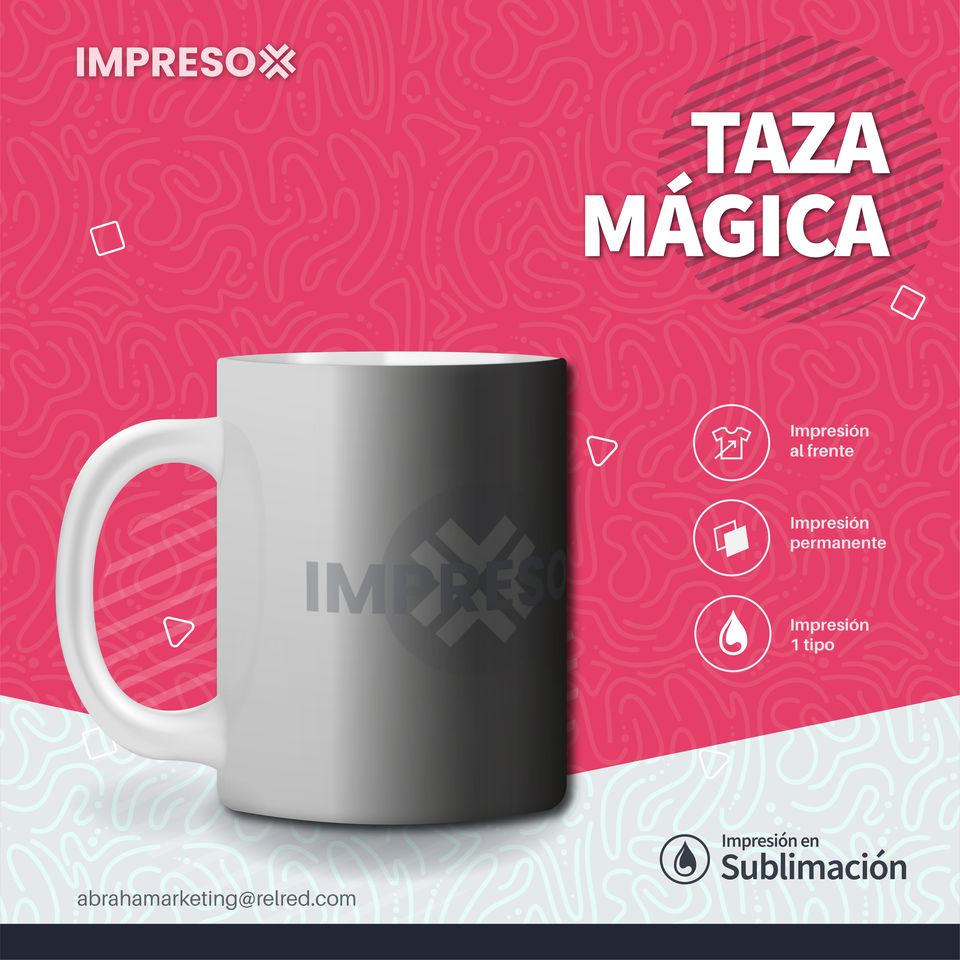 IMPRESO
TAZA
MÁGICA
Impresión
al frente
Impresión
permanente
Impresión
1 tipo
IMPRESO
Impresión en
Sublimación
abrahamarketing@relred.com